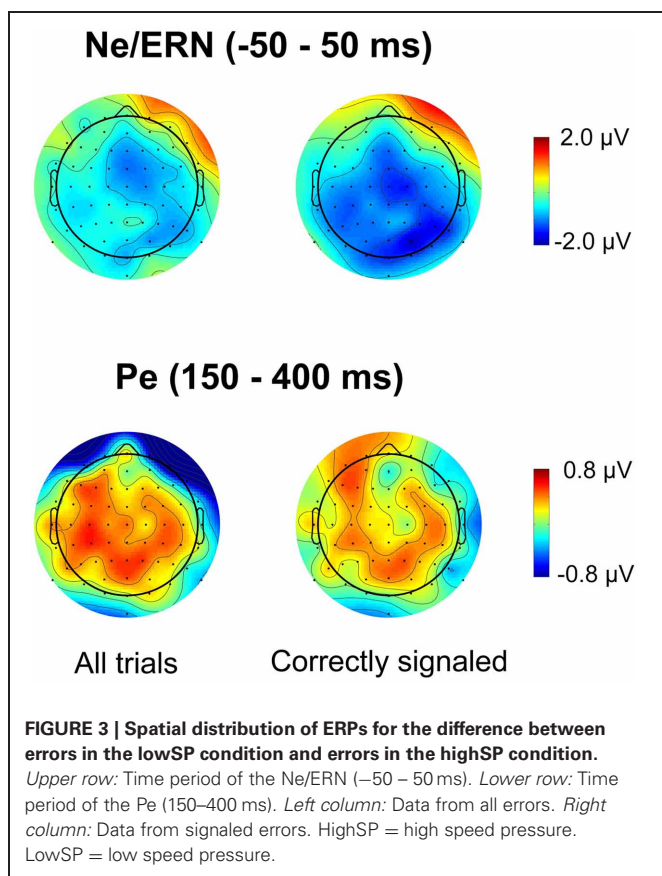 Ne/ERN (-50 - 50 ms)
2.0 µV
-2.0 µV
Pe (150 - 400 ms)
0.8 µV
-0.8 µV
All trials
Correctly signaled
FIGURE 3 | Spatial distribution of ERPs for the difference between
errors in the lowSP condition and errors in the highSP condition.
Upper row: Time period of the Ne/ERN (−50 – 50 ms). Lower row: Time
period of the Pe (150–400 ms). Left column: Data from all errors. Right
column: Data from signaled errors. HighSP = high speed pressure.
LowSP = low speed pressure.